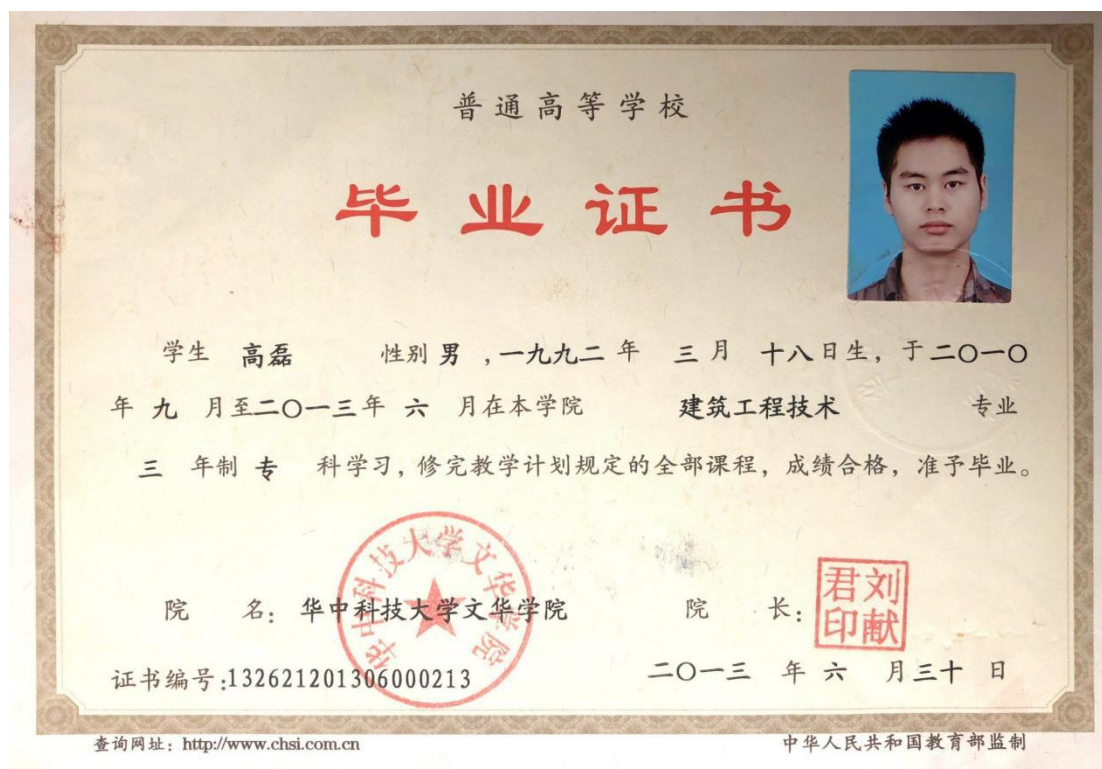 普通高等学校
毕业证书
学生 高磊 性别 男 ,一九九二 年 三 月 十八 日生, 于二〇一〇
年 九 月至二〇一三年 六 月在本学院 建筑工程技术 专业
三 年制 专 科学习, 修完教学计划规定的全部课程, 成绩合格, 准予毕业。
华中科技大学文华学院
院 名: 华中科技大学文华学院 院 长:
刘献
君印
证书编号:132621201306000213 二〇一三 年 六 月三十 日
查询网址: http://www.chsi.com.cn 中华人民共和国教育部监制